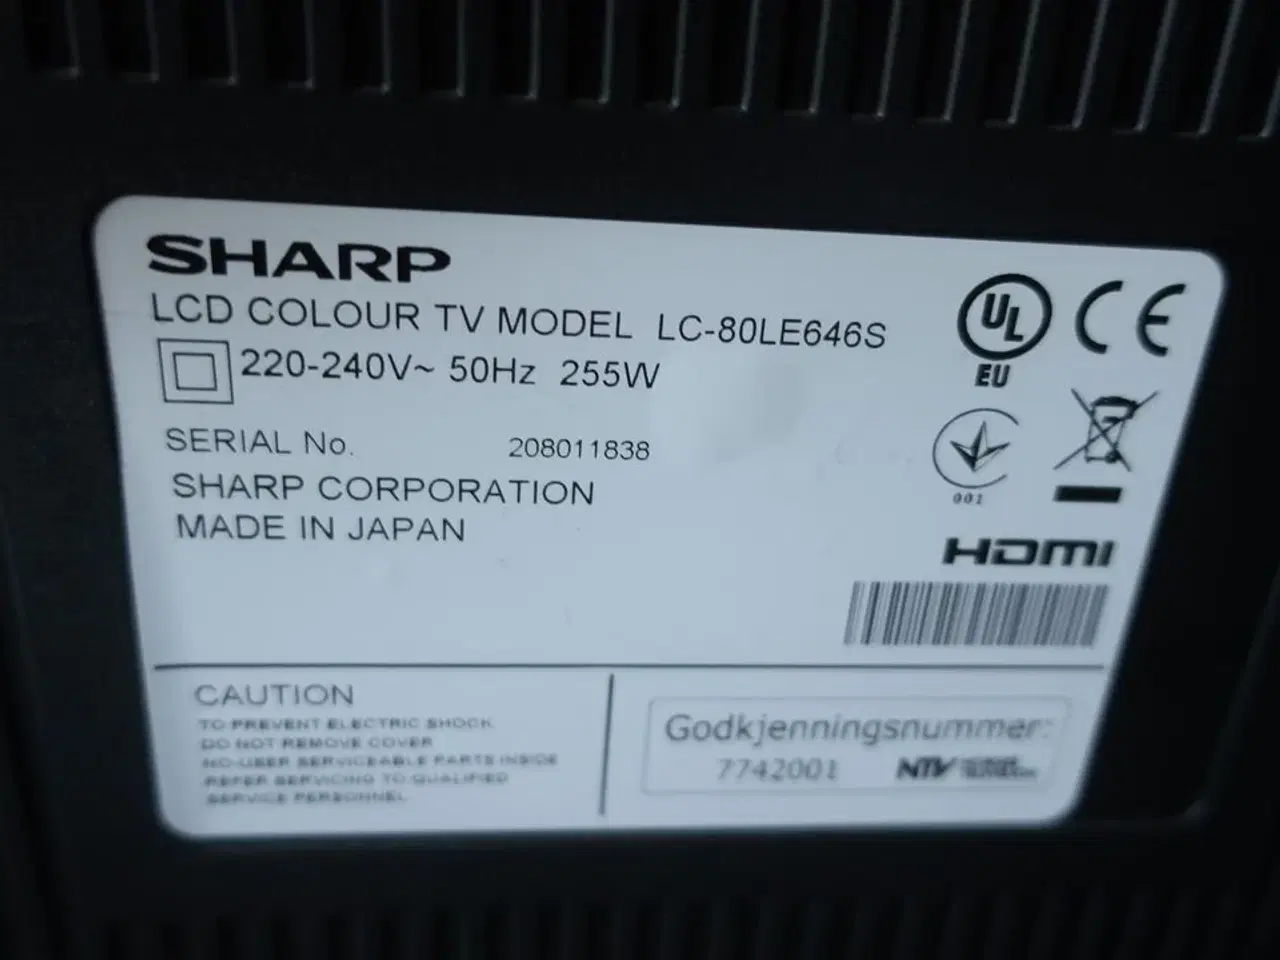 SHARP
LCD COLOUR TV MODEL LC-80LE646S
220-240V~ 50Hz 255W
SERIAL No. 208011838
SHARP CORPORATION
MADE IN JAPAN
UL
EU
CE
001
HDMI
CAUTION
TO PREVENT ELECTRIC SHOCK
DO NOT REMOVE COVER
NO-USER SERVICEABLE PARTS INSIDE
REFER SERVICING TO QUALIFIED
SERVICE PERSONNEL.
Godkjenningsnummer:
7742001 NTV